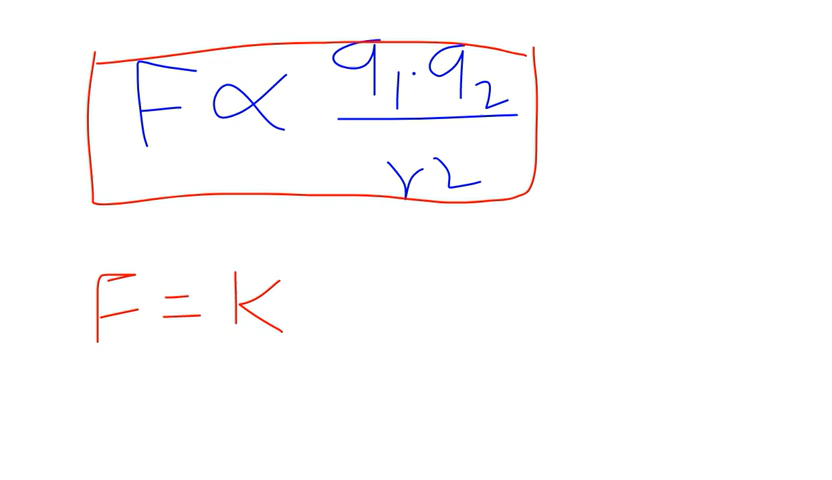 F ∝ q1.q2 / r2
F = K